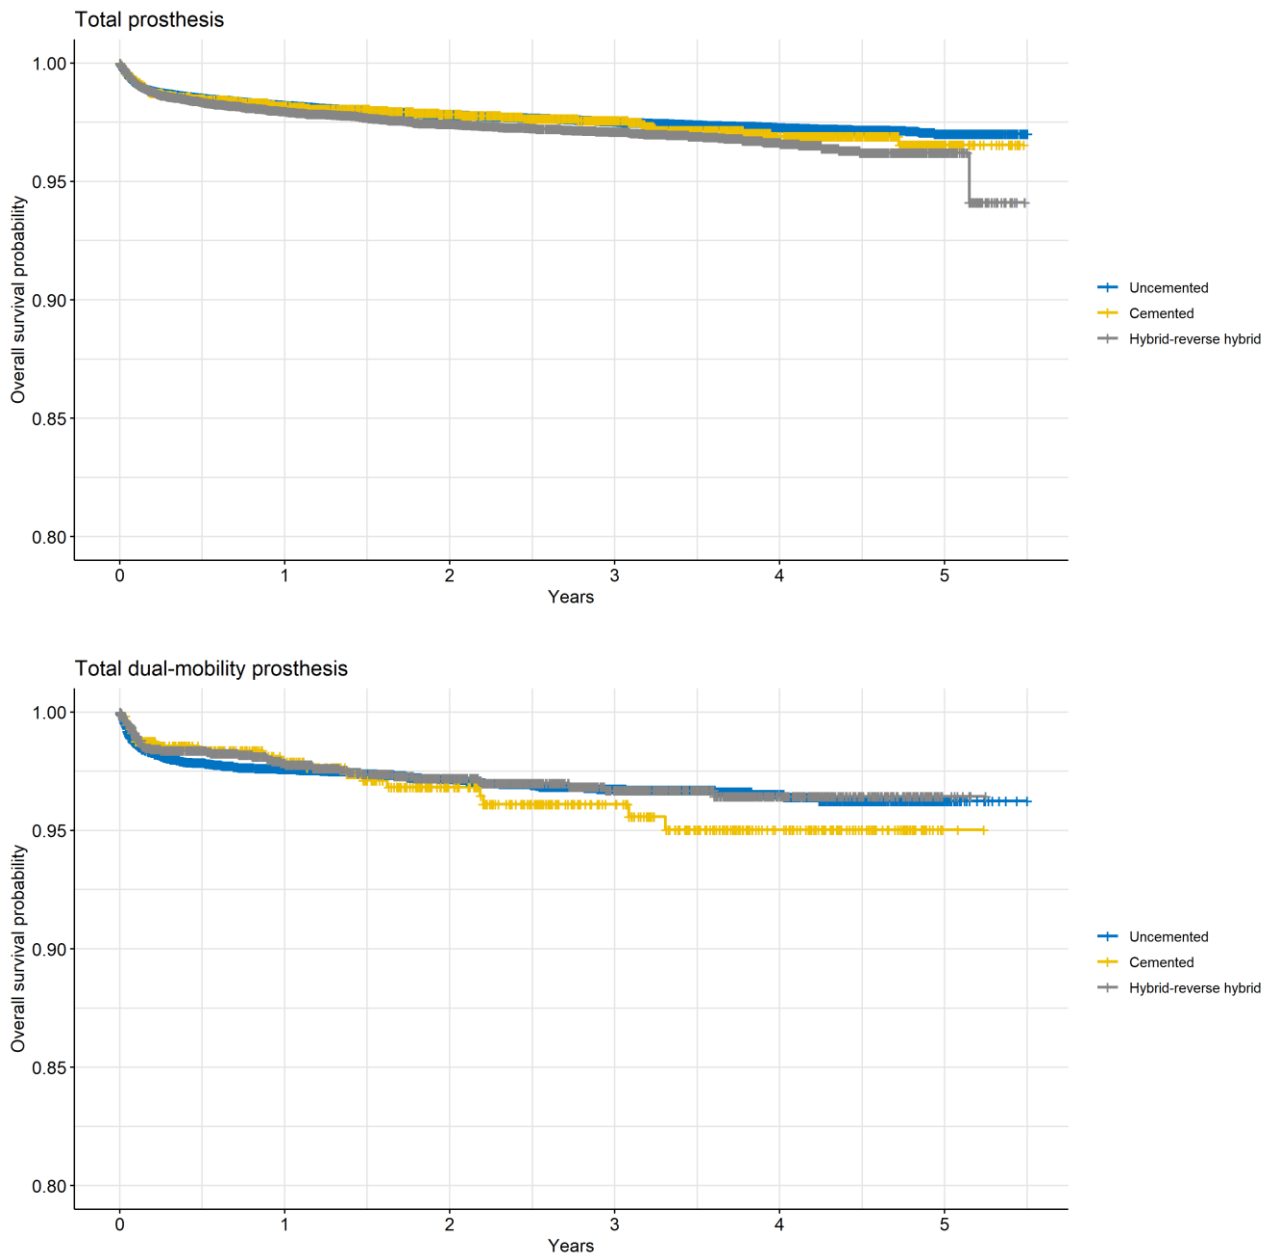 Total prosthesis
Overall survival probability
1.00
0.95
0.90
0.85
0.80
0 1 2 3 4 5
Years
Uncemented
Cemented
Hybrid-reverse hybrid
Total dual-mobility prosthesis
Overall survival probability
1.00
0.95
0.90
0.85
0.80
0 1 2 3 4 5
Years
Uncemented
Cemented
Hybrid-reverse hybrid